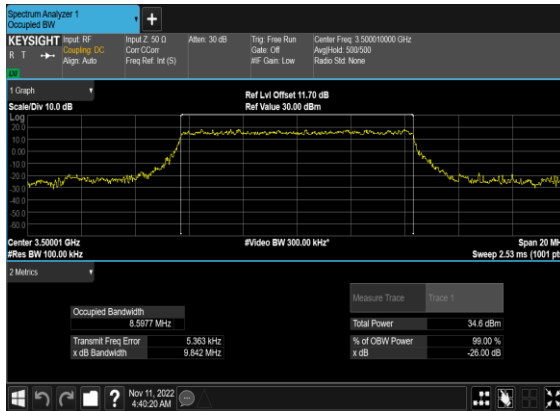 Spectrum Analyzer 1
Occupied BW
KEYSIGHT
R T
Input: RF
Coupling: DC
Align: Auto
Input Z: 50 Ω
Corr CCorr
Freq Ref: Int (S)
Atten: 30 dB
Trig: Free Run
Gate: Off
#IF Gain: Low
Center Freq: 3.500010000 GHz
Avg|Hold: 500/500
Radio Std: None
1 Graph
Scale/Div 10.0 dB
Ref Lvl Offset 11.70 dB
Ref Value 30.00 dBm
Log
20.0
10.0
0.00
-10.0
-20.0
-30.0
-40.0
-50.0
-60.0
Center 3.50001 GHz
#Res BW 100.00 kHz
#Video BW 300.00 kHz*
Span 20 MH
Sweep 2.53 ms (1001 pt
2 Metrics
Measure Trace
Trace 1
Occupied Bandwidth
8.5977 MHz
Total Power
34.6 dBm
Transmit Freq Error
5.363 kHz
% of OBW Power
99.00 %
x dB Bandwidth
9.842 MHz
x dB
-26.00 dB
?
Nov 11, 2022
4:40:20 AM